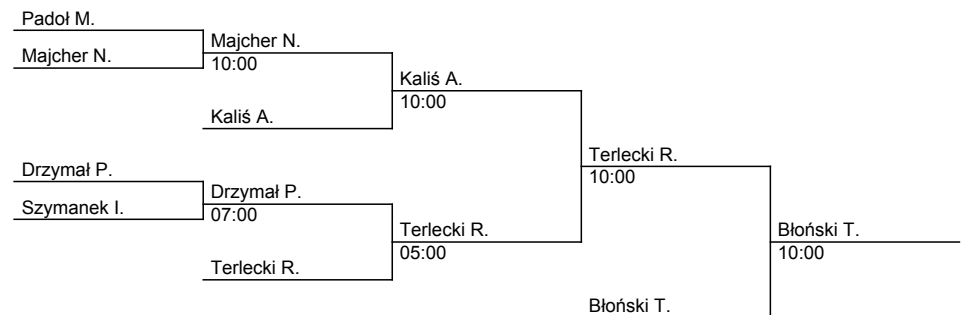 Padoł M.
Majcher N.
Majcher N.
10:00
Kaliś A.
Kaliś A.
10:00
Drzymał P.
Szymanek I.
Drzymał P.
07:00
Terlecki R.
Terlecki R.
05:00
Terlecki R.
10:00
Błoński T.
Błoński T.
10:00